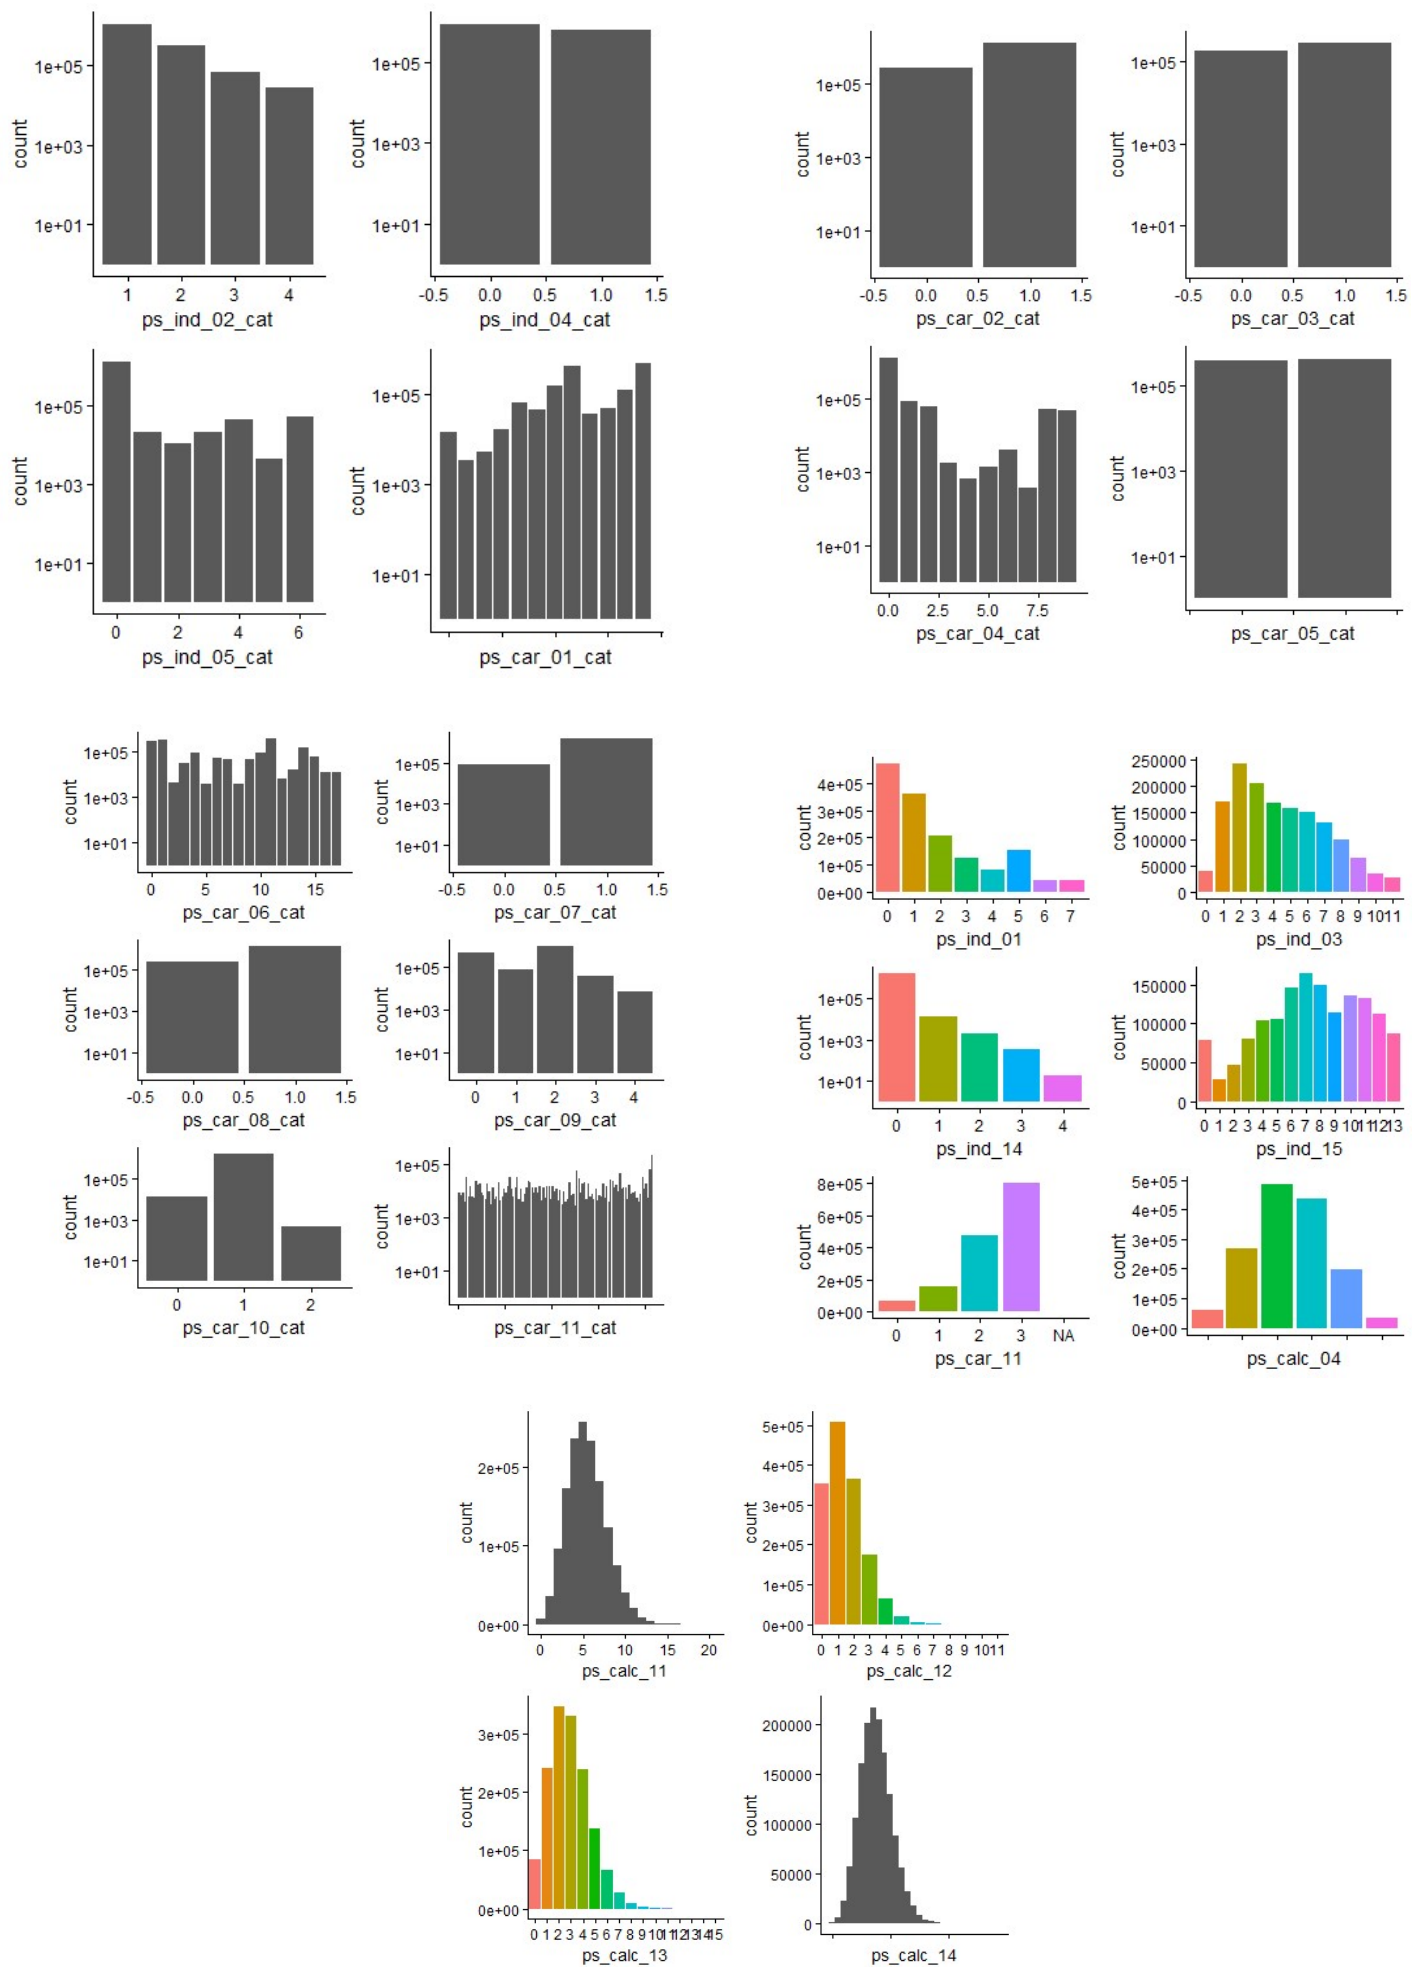 count
1e+05
1e+03
1e+01
1 2 3 4
ps_ind_02_cat
count
1e+05
1e+03
1e+01
-0.5 0.0 0.5 1.0 1.5
ps_ind_04_cat
count
1e+05
1e+03
1e+01
-0.5 0.0 0.5 1.0 1.5
ps_car_02_cat
count
1e+05
1e+03
1e+01
-0.5 0.0 0.5 1.0 1.5
ps_car_03_cat
count
1e+05
1e+03
1e+01
0 2 4 6
ps_ind_05_cat
count
1e+05
1e+03
1e+01
ps_car_01_cat
count
1e+05
1e+03
1e+01
0.0 2.5 5.0 7.5
ps_car_04_cat
count
1e+05
1e+03
1e+01
ps_car_05_cat
count
1e+05
1e+03
1e+01
0 5 10 15
ps_car_06_cat
count
1e+05
1e+03
1e+01
-0.5 0.0 0.5 1.0 1.5
ps_car_07_cat
count
4e+05
3e+05
2e+05
1e+05
0e+00
0 1 2 3 4 5 6 7
ps_ind_01
count
250000
200000
150000
100000
50000
0
0 1 2 3 4 5 6 7 8 9 10 11
ps_ind_03
count
1e+05
1e+03
1e+01
-0.5 0.0 0.5 1.0 1.5
ps_car_08_cat
count
1e+05
1e+03
1e+01
0 1 2 3 4
ps_car_09_cat
count
1e+05
1e+03
1e+01
0 1 2 3 4
ps_ind_14
count
150000
100000
50000
0
0 1 2 3 4 5 6 7 8 9 10 11 12 13
ps_ind_15
count
1e+05
1e+03
1e+01
0 1 2
ps_car_10_cat
count
1e+05
1e+03
1e+01
ps_car_11_cat
count
8e+05
6e+05
4e+05
2e+05
0e+00
0 1 2 3 NA
ps_car_11
count
5e+05
4e+05
3e+05
2e+05
1e+05
0e+00
ps_calc_04
count
2e+05
1e+05
0e+00
0 5 10 15 20
ps_calc_11
count
5e+05
4e+05
3e+05
2e+05
1e+05
0e+00
0 1 2 3 4 5 6 7 8 9 10 11
ps_calc_12
count
3e+05
2e+05
1e+05
0e+00
0 1 2 3 4 5 6 7 8 9 10 11 12 13 14 15
ps_calc_13
count
200000
150000
100000
50000
0
ps_calc_14